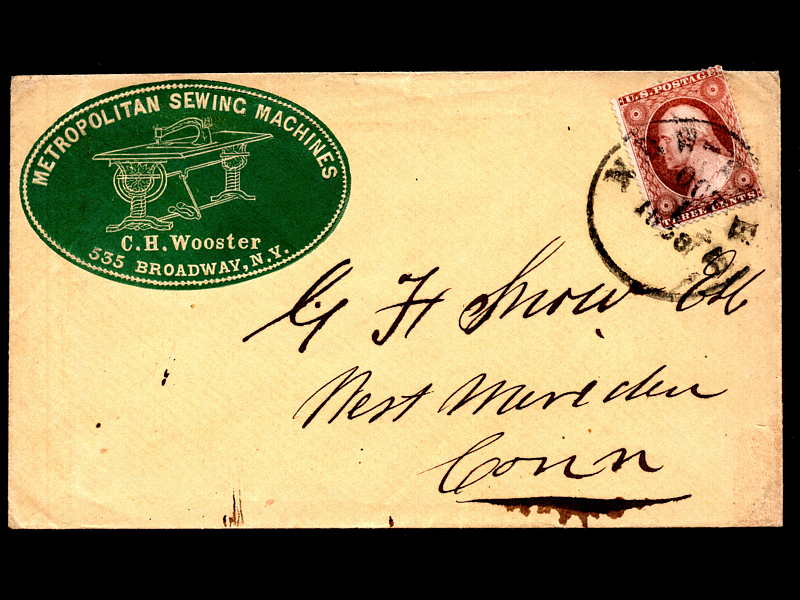 METROPOLITAN SEWING MACHINES
C.H. Wooster
535 BROADWAY, N.Y.
U.S. POSTAGE
THREE CENTS
G F Snow Esq
West Meriden
Conn